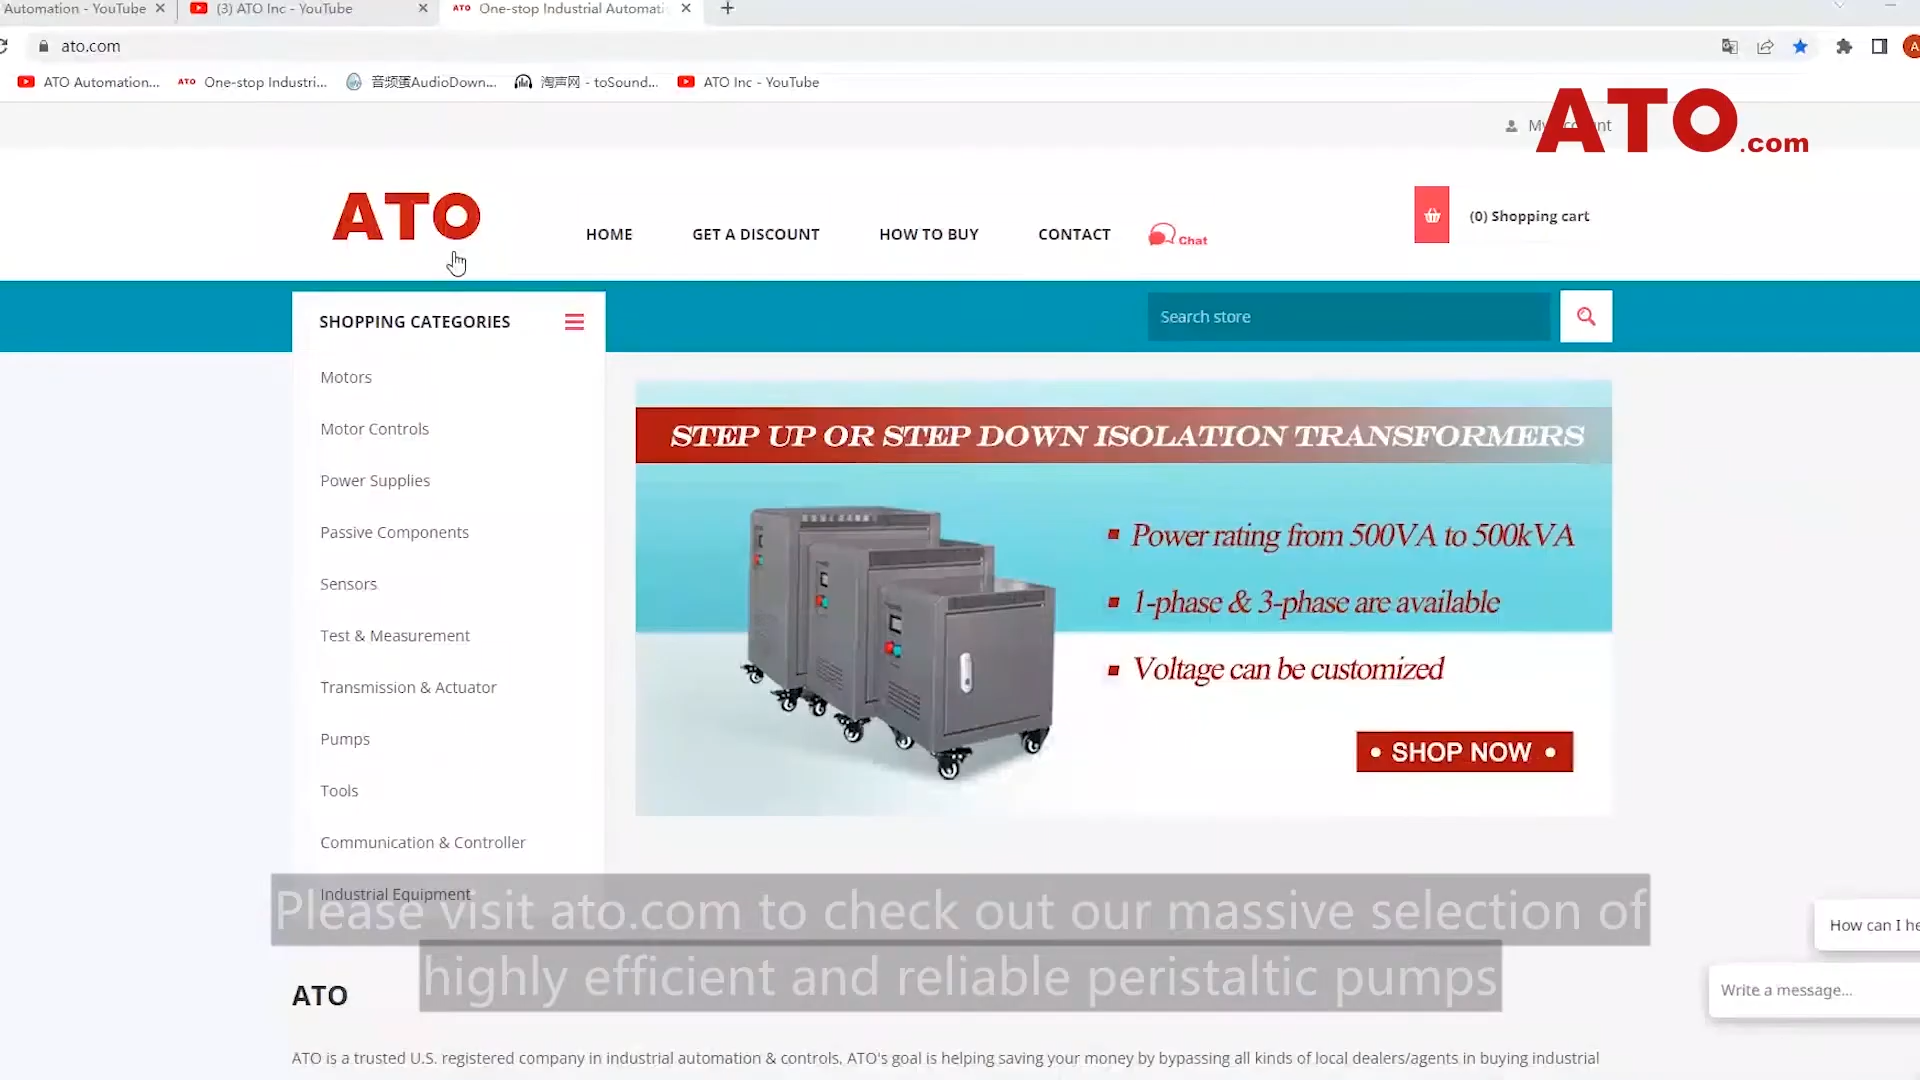 Automation - YouTube
(3) ATO Inc - YouTube
ATO One-stop Industrial Automati
ato.com
ATO Automation...
ATO One-stop Industri...
音频蛋AudioDown...
淘声网 - toSound...
ATO Inc - YouTube
My account
ATO.com
ATO
HOME
GET A DISCOUNT
HOW TO BUY
CONTACT
Chat
(0) Shopping cart
SHOPPING CATEGORIES
Search store
Motors
Motor Controls
Power Supplies
Passive Components
Sensors
Test & Measurement
Transmission & Actuator
Pumps
Tools
Communication & Controller
Industrial Equipment
STEP UP OR STEP DOWN ISOLATION TRANSFORMERS
Power rating from 500VA to 500kVA
1-phase & 3-phase are available
Voltage can be customized
• SHOP NOW •
Please visit ato.com to check out our massive selection of
highly efficient and reliable peristaltic pumps
How can I he
Write a message...
ATO
ATO is a trusted U.S. registered company in industrial automation & controls, ATO's goal is helping saving your money by bypassing all kinds of local dealers/agents in buying industrial